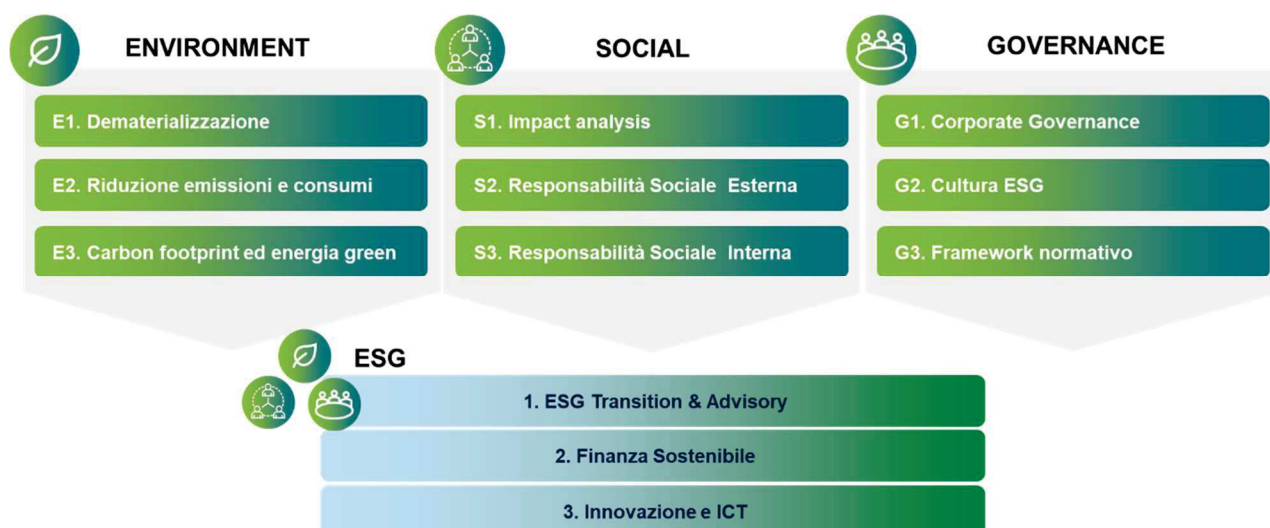 ENVIRONMENT
E1. Dematerializzazione
E2. Riduzione emissioni e consumi
E3. Carbon footprint ed energia green
SOCIAL
S1. Impact analysis
S2. Responsabilità Sociale Esterna
S3. Responsabilità Sociale Interna
GOVERNANCE
G1. Corporate Governance
G2. Cultura ESG
G3. Framework normativo
ESG
1. ESG Transition & Advisory
2. Finanza Sostenibile
3. Innovazione e ICT